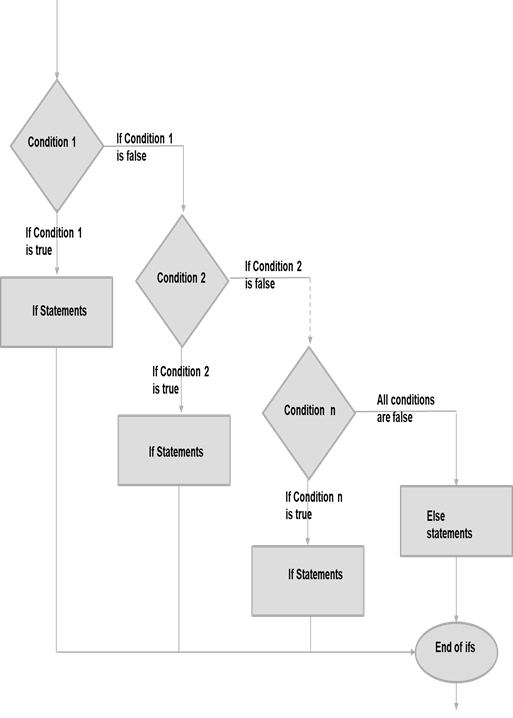 Condition 1
If Condition 1
is false
If Condition 1
is true
If Statements
Condition 2
If Condition 2
is false
If Condition 2
is true
If Statements
Condition n
All conditions
are false
If Condition n
is true
If Statements
Else
statements
End of ifs